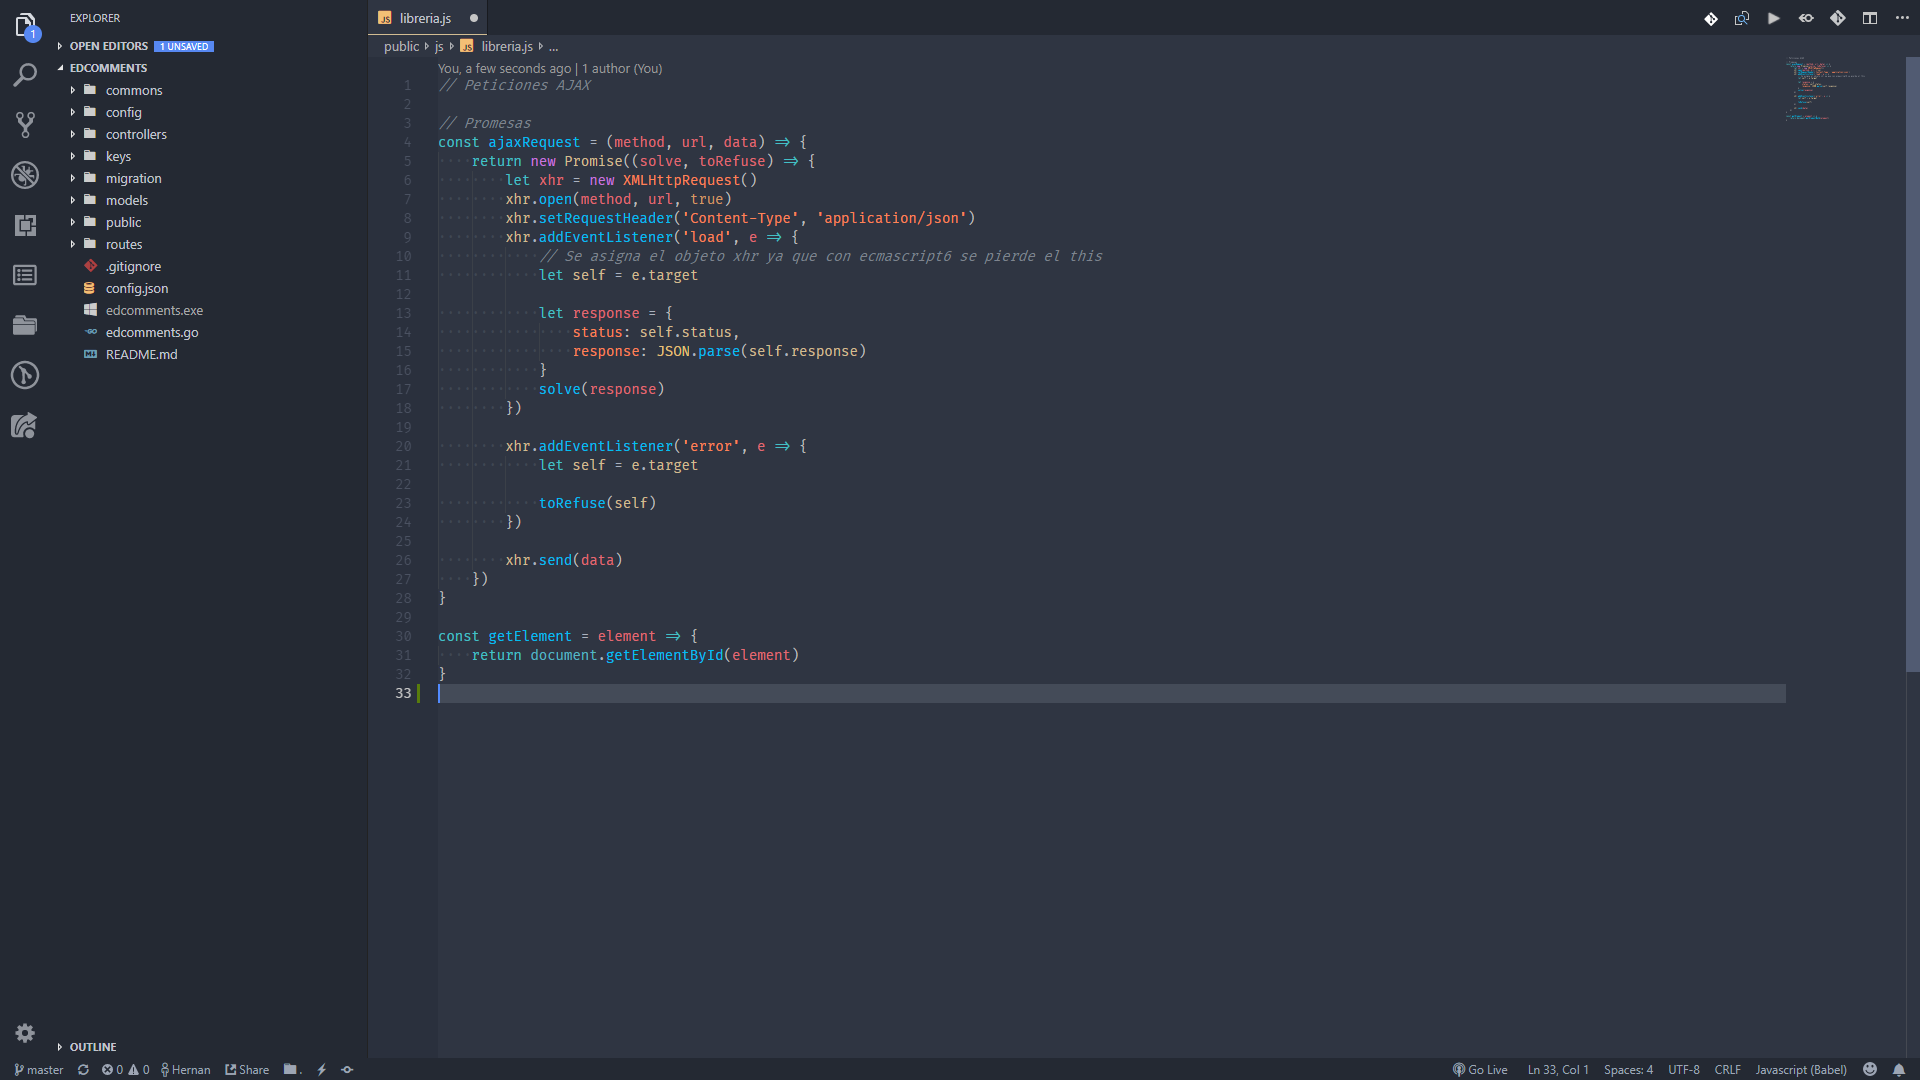 EXPLORER
OPEN EDITORS 1 UNSAVED
EDCOMMENTS
commons
config
controllers
keys
migration
models
public
routes
.gitignore
config.json
edcomments.exe
edcomments.go
README.md
OUTLINE
1
JS libreria.js
public js JS libreria.js ...
You, a few seconds ago | 1 author (You)
1 // Peticiones AJAX
2
3 // Promesas
4 const ajaxRequest = (method, url, data) => {
5 return new Promise((solve, toRefuse) => {
6 let xhr = new XMLHttpRequest()
7 xhr.open(method, url, true)
8 xhr.setRequestHeader('Content-Type', 'application/json')
9 xhr.addEventListener('load', e => {
10 // Se asigna el objeto xhr ya que con ecmascript6 se pierde el this
11 let self = e.target
12
13 let response = {
14 status: self.status,
15 response: JSON.parse(self.response)
16 }
17 solve(response)
18 })
19
20 xhr.addEventListener('error', e => {
21 let self = e.target
22
23 toRefuse(self)
24 })
25
26 xhr.send(data)
27 })
28 }
29
30 const getElement = element => {
31 return document.getElementById(element)
32 }
33
master 0 0 Hernan Share . Go Live Ln 33, Col 1 Spaces: 4 UTF-8 CRLF Javascript (Babel)